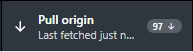 Pull origin
Last fetched just n...
97 ↓